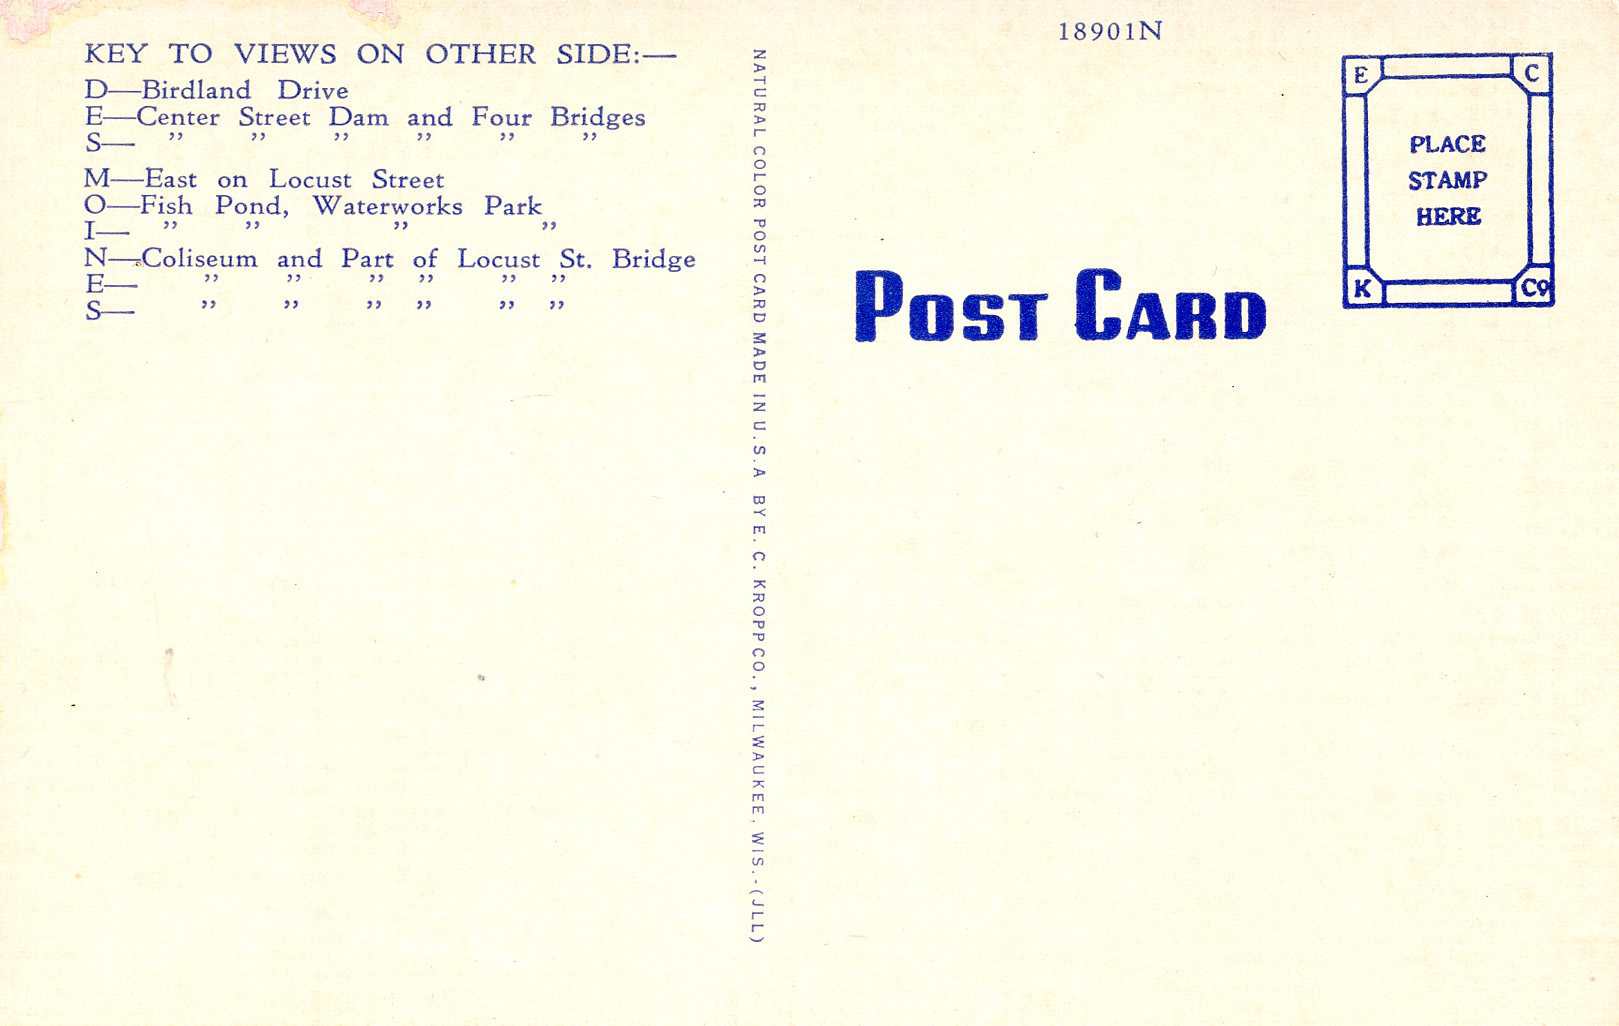 KEY TO VIEWS ON OTHER SIDE:—
D—Birdland Drive
E—Center Street Dam and Four Bridges
S— ” ” ” ” ” ”
M—East on Locust Street
O—Fish Pond, Waterworks Park
I— ” ” ” ”
N—Coliseum and Part of Locust St. Bridge
E— ” ” ” ” ” ”
S— ” ” ” ” ” ”
NATURAL COLOR POST CARD MADE IN U.S.A BY E. C. KROPP CO., MILWAUKEE, WIS.-(JLL)
18901N
POST CARD
E C
PLACE
STAMP
HERE
K Co